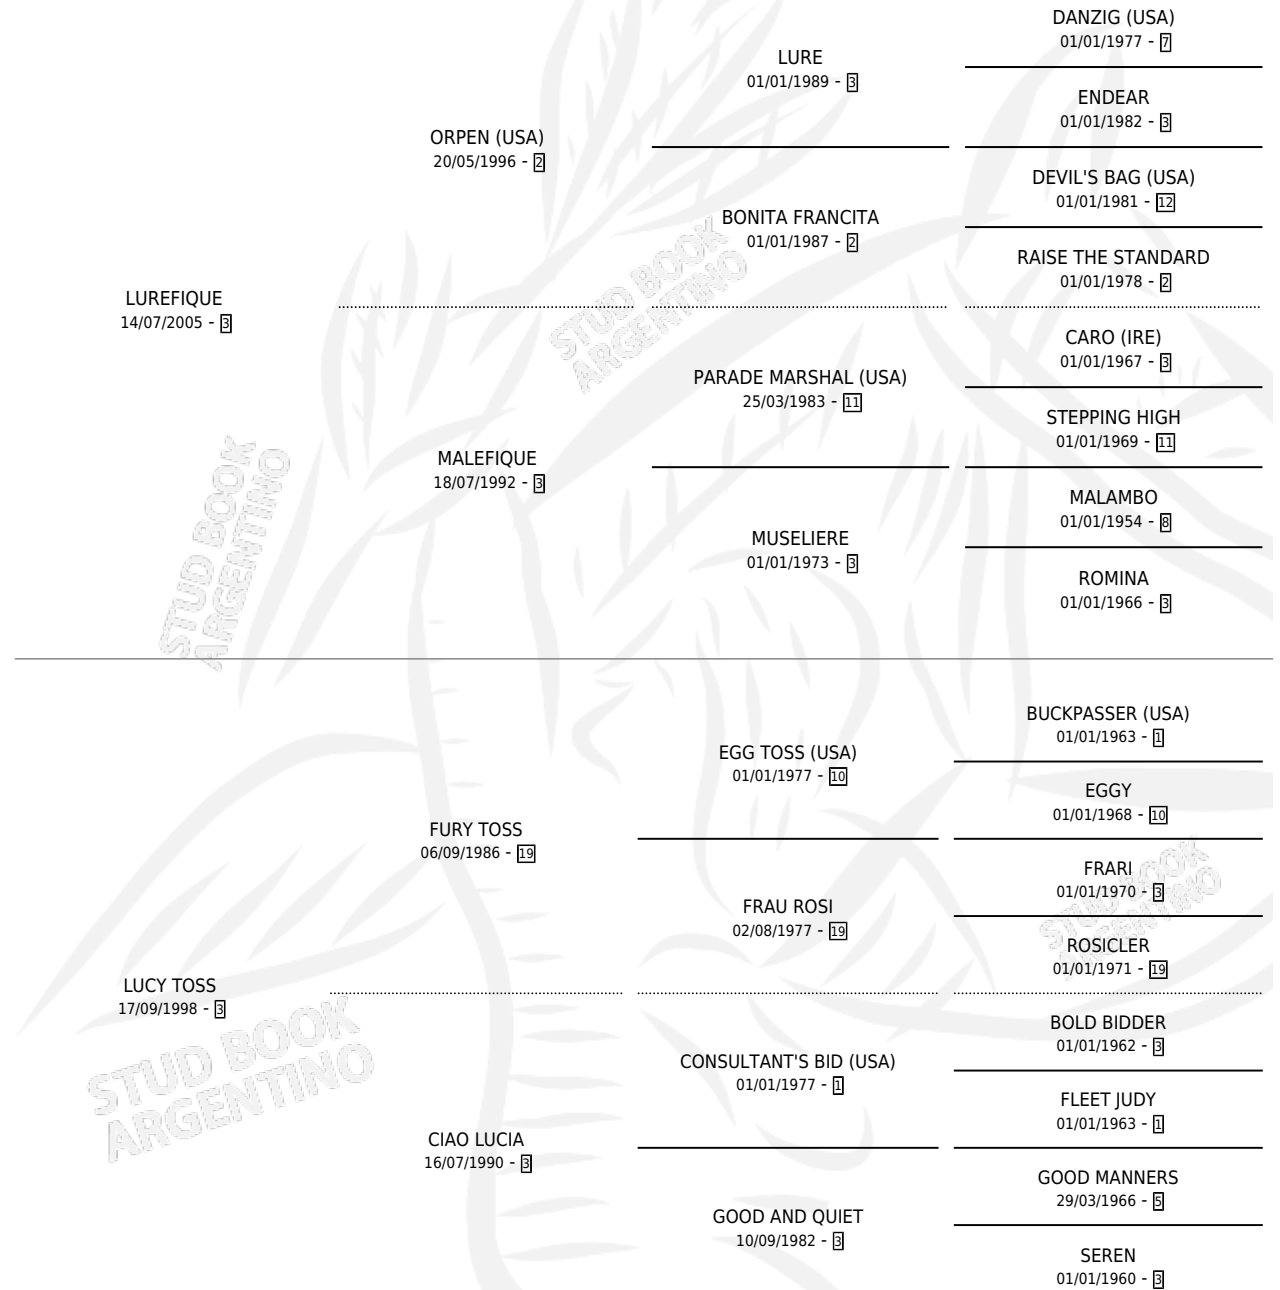 DANZIG (USA)
01/01/1977 - 7
LURE
01/01/1989 - 3
ENDEAR
01/01/1982 - 3
ORPEN (USA)
20/05/1996 - 2
DEVIL'S BAG (USA)
01/01/1981 - 12
BONITA FRANCITA
01/01/1987 - 2
RAISE THE STANDARD
01/01/1978 - 2
LUREFIQUE
14/07/2005 - 3
CARO (IRE)
01/01/1967 - 3
PARADE MARSHAL (USA)
25/03/1983 - 11
STEPPING HIGH
01/01/1969 - 11
MALEFIQUE
18/07/1992 - 3
MALAMBO
01/01/1954 - 8
MUSELIERE
01/01/1973 - 3
ROMINA
01/01/1966 - 3
BUCKPASSER (USA)
01/01/1963 - 1
EGG TOSS (USA)
01/01/1977 - 10
EGGY
01/01/1968 - 10
FURY TOSS
06/09/1986 - 19
FRARI
01/01/1970 - 3
FRAU ROSI
02/08/1977 - 19
ROSICLER
01/01/1971 - 19
LUCY TOSS
17/09/1998 - 3
BOLD BIDDER
01/01/1962 - 3
CONSULTANT'S BID (USA)
01/01/1977 - 1
FLEET JUDY
01/01/1963 - 1
CIAO LUCIA
16/07/1990 - 3
GOOD MANNERS
29/03/1966 - 5
GOOD AND QUIET
10/09/1982 - 3
SEREN
01/01/1960 - 3
STUD BOOK
ARGENTINO
STUD BOOK
ARGENTINO
STUD BOOK
ARGENTINO
STUD BOOK
ARGENTINO